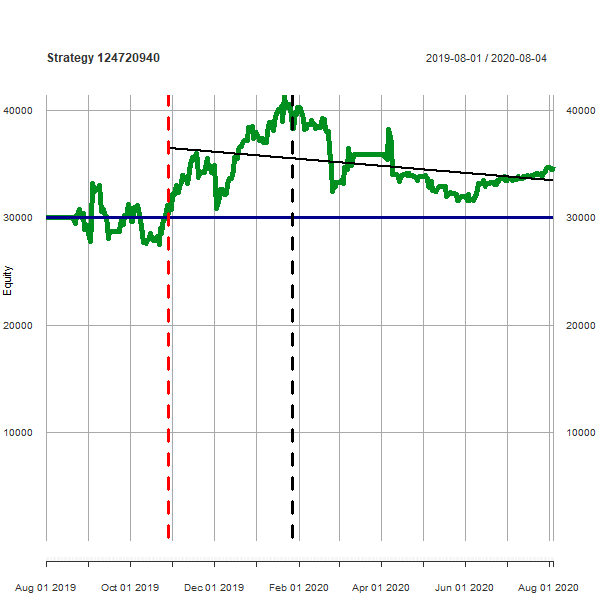 Strategy 124720940
2019-08-01 / 2020-08-04
40000
40000
30000
30000
Equity
20000
20000
10000
10000
Aug 01 2019
Oct 01 2019
Dec 01 2019
Feb 01 2020
Apr 01 2020
Jun 01 2020
Aug 01 2020